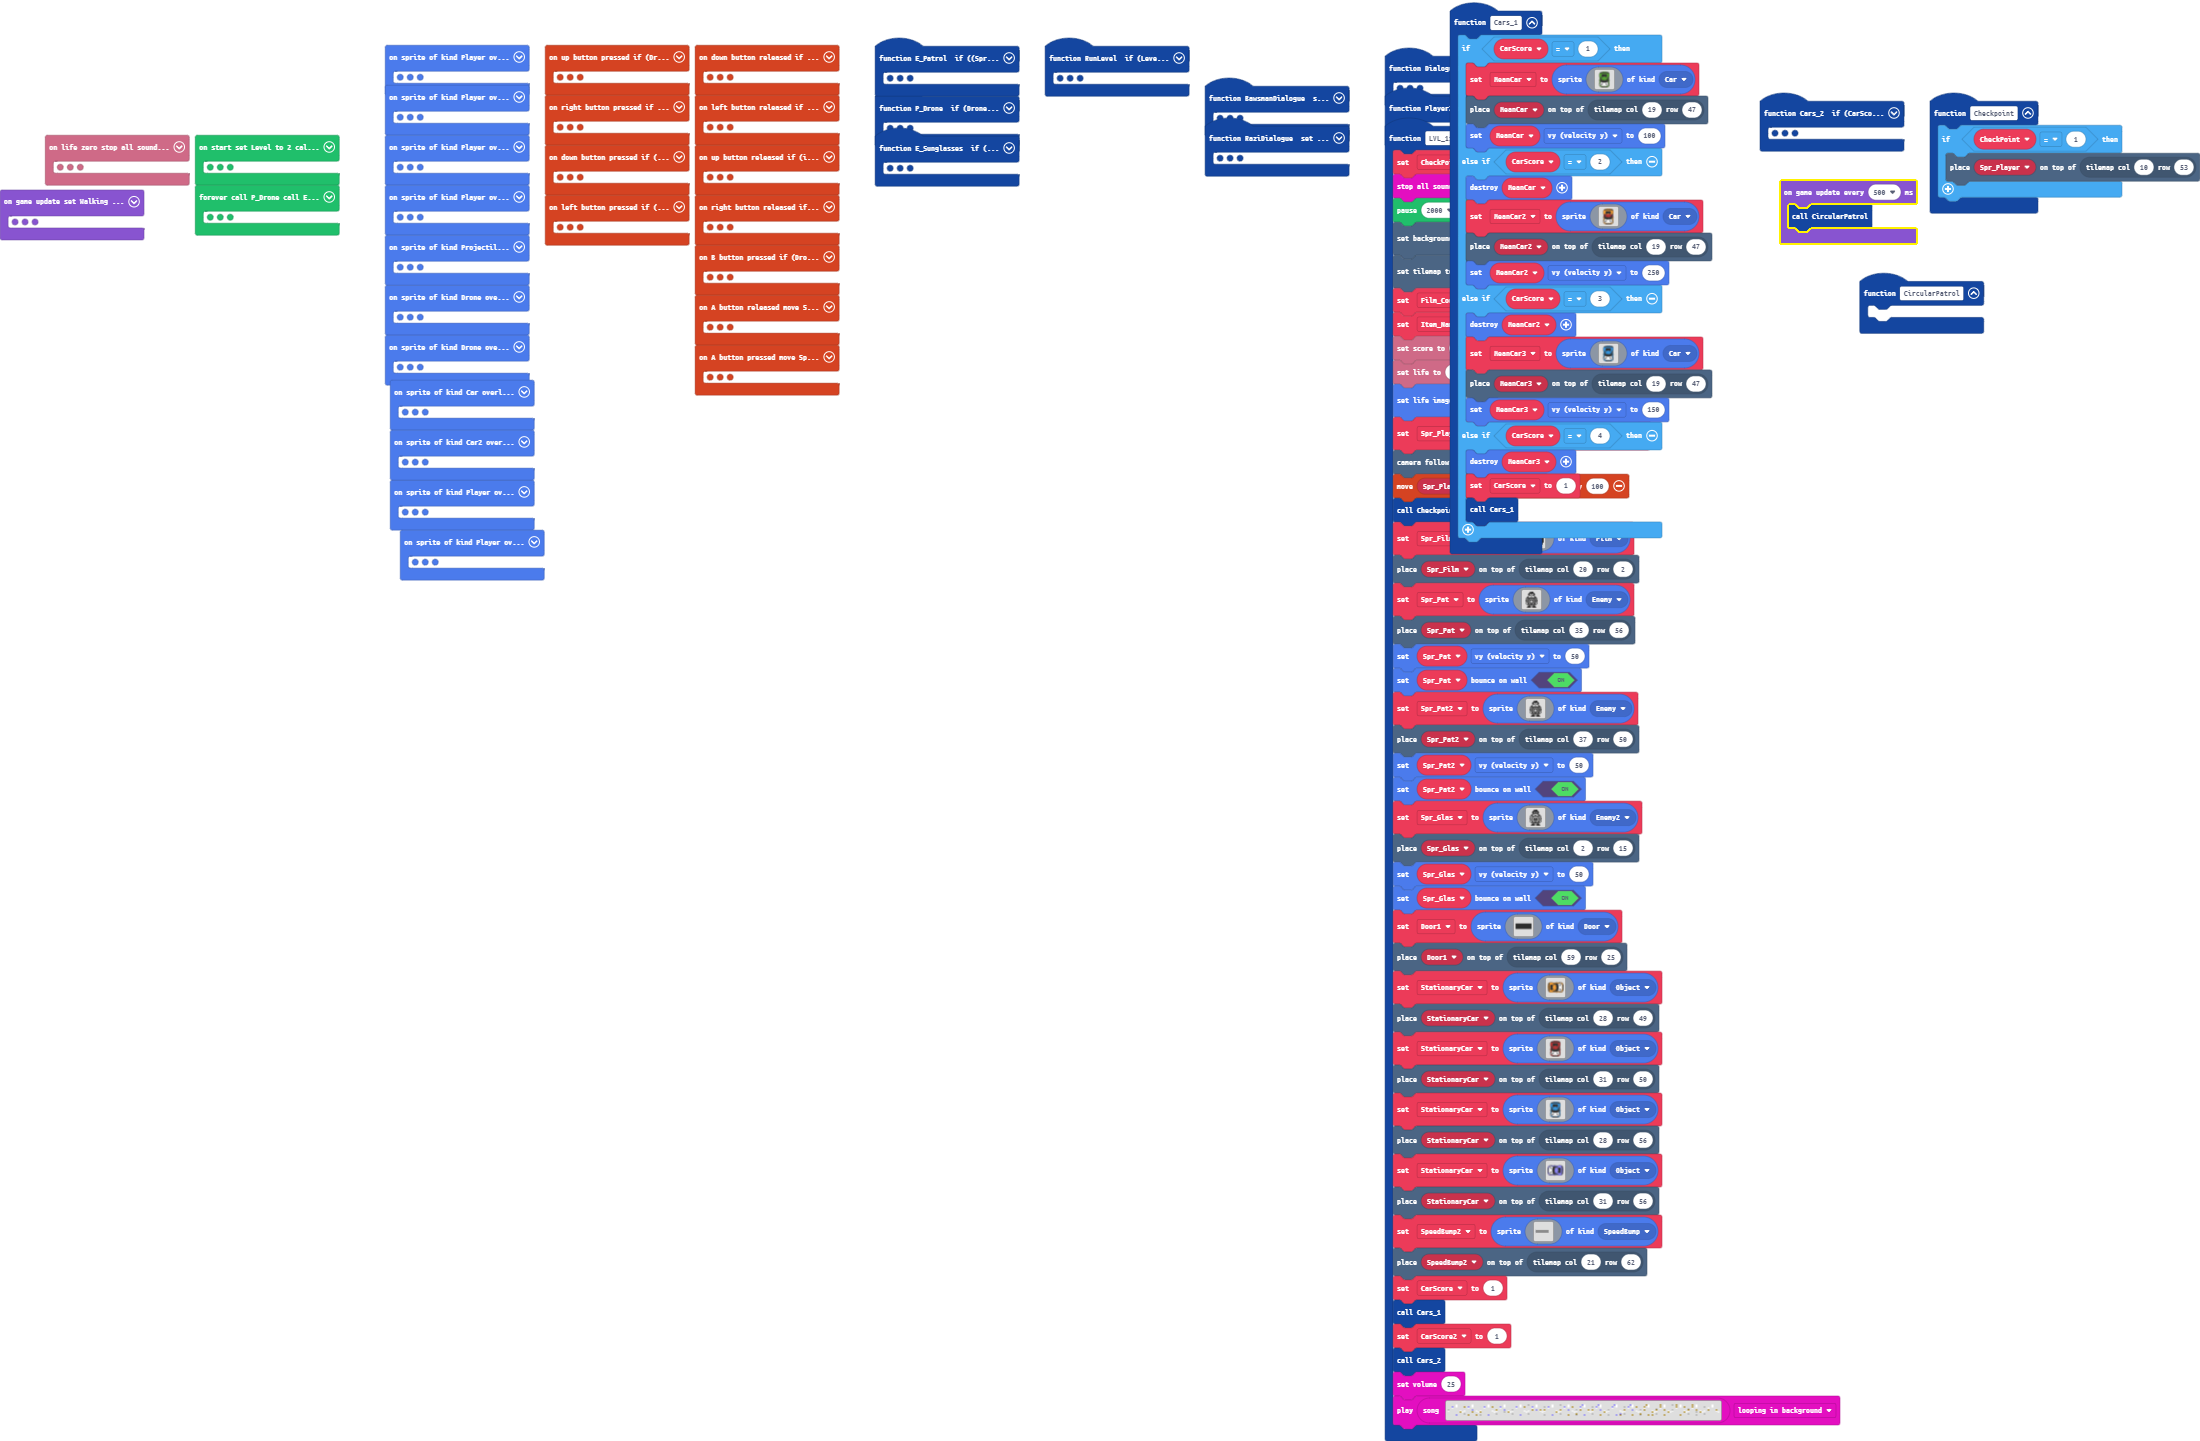 on life zero stop all sound...
on game update set Walking ...
on start set Level to 2 cal...
forever call P_Drone call E...
on sprite of kind Player ov...
on sprite of kind Player ov...
on sprite of kind Player ov...
on sprite of kind Player ov...
on sprite of kind Projectil...
on sprite of kind Drone ove...
on sprite of kind Drone ove...
on sprite of kind Car overl...
on sprite of kind Car2 over...
on sprite of kind Player ov...
on sprite of kind Player ov...
on up button pressed if (Dr...
on right button pressed if ...
on down button pressed if (...
on left button pressed if (...
on down button released if ...
on left button released if ...
on up button released if (i...
on right button released if...
on B button pressed if (Dro...
on A button released move S...
on A button pressed move Sp...
function E_Patrol if ((Spr...
function P_Drone if (Drone...
function E_Sunglasses if (...
function RunLevel if (Leve...
function BawsmanDialogue s...
function RaziDialogue set ...
function Dialog
function Player
function LVL_1
set CheckPo
stop all soun
pause 2000
set backgroun
set tilemap t
set Film_Co
set Item_Na
set score to
set life to
set life imag
set Spr_Pla
camera follow
move Spr_Pla 100
call Checkpoi
set Spr_Fil of kind Film
place Spr_Film on top of tilemap col 20 row 2
set Spr_Pat to sprite of kind Enemy
place Spr_Pat on top of tilemap col 35 row 56
set Spr_Pat vy (velocity y) to 50
set Spr_Pat bounce on wall ON
set Spr_Pat2 to sprite of kind Enemy
place Spr_Pat2 on top of tilemap col 37 row 50
set Spr_Pat2 vy (velocity y) to 50
set Spr_Pat2 bounce on wall ON
set Spr_Glas to sprite of kind Enemy2
place Spr_Glas on top of tilemap col 2 row 15
set Spr_Glas vy (velocity y) to 50
set Spr_Glas bounce on wall ON
set Door1 to sprite of kind Door
place Door1 on top of tilemap col 59 row 25
set StationaryCar to sprite of kind Object
place StationaryCar on top of tilemap col 28 row 49
set StationaryCar to sprite of kind Object
place StationaryCar on top of tilemap col 31 row 50
set StationaryCar to sprite of kind Object
place StationaryCar on top of tilemap col 28 row 56
set StationaryCar to sprite of kind Object
place StationaryCar on top of tilemap col 31 row 56
set SpeedBump2 to sprite of kind SpeedBump
place SpeedBump2 on top of tilemap col 21 row 62
set CarScore to 1
call Cars_1
set CarScore2 to 1
call Cars_2
set volume 25
play song looping in background
function Cars_1
if CarScore = 1 then
set ReanCar to sprite of kind Car
place ReanCar on top of tilemap col 19 row 47
set ReanCar vy (velocity y) to 100
else if CarScore = 2 then
destroy ReanCar
set ReanCar2 to sprite of kind Car
place ReanCar2 on top of tilemap col 19 row 47
set ReanCar2 vy (velocity y) to 250
else if CarScore = 3 then
destroy ReanCar2
set ReanCar3 to sprite of kind Car
place ReanCar3 on top of tilemap col 19 row 47
set ReanCar3 vy (velocity y) to 150
else if CarScore = 4 then
destroy ReanCar3
set CarScore to 1
call Cars_1
function Cars_2 if (CarSco...
on game update every 500 ms
call CircularPatrol
function CircularPatrol
function Checkpoint
if CheckPoint = 1 then
place Spr_Player on top of tilemap col 10 row 53